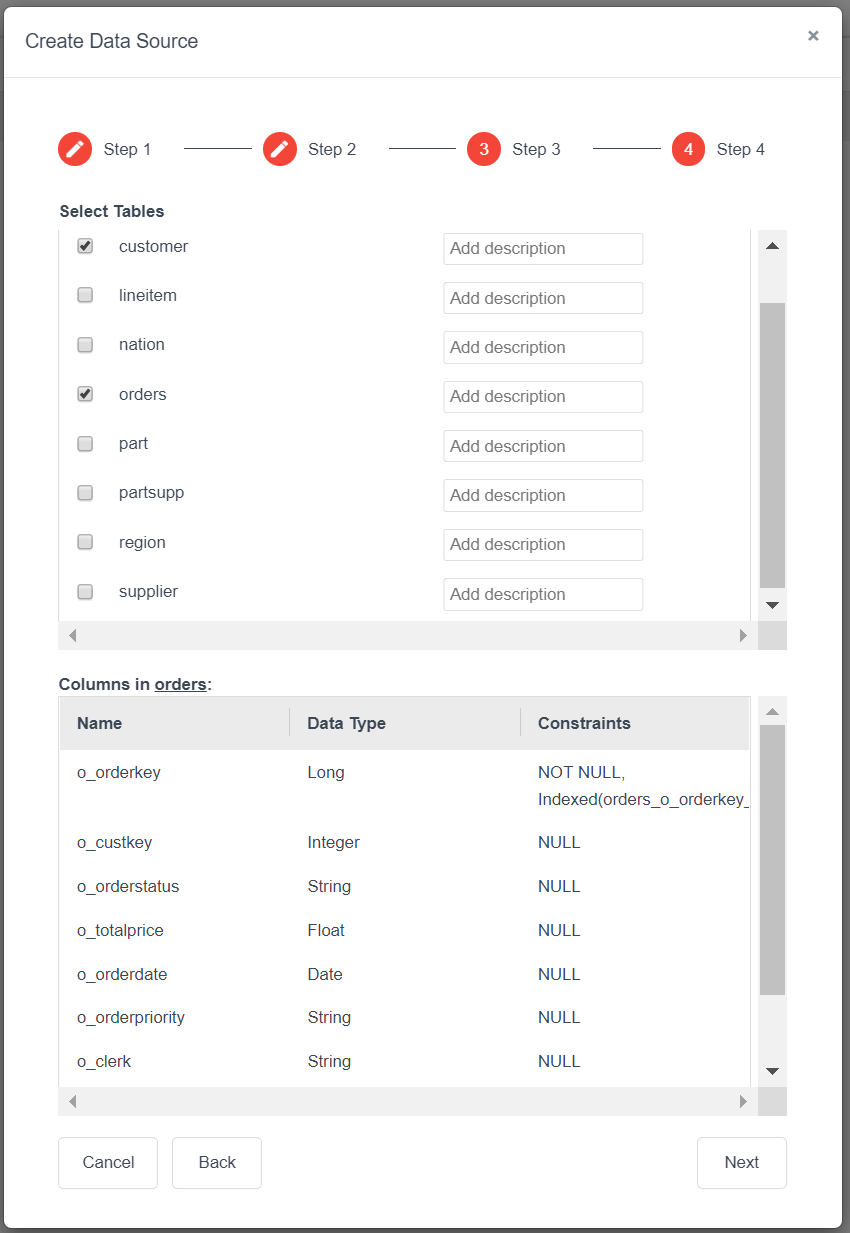 Create Data Source ×
Step 1 Step 2 3 Step 3 4 Step 4
Select Tables
customer Add description
lineitem Add description
nation Add description
orders Add description
part Add description
partsupp Add description
region Add description
supplier Add description
Columns in orders:
Name Data Type Constraints
o_orderkey Long NOT NULL,
Indexed(orders_o_orderkey_
o_custkey Integer NULL
o_orderstatus String NULL
o_totalprice Float NULL
o_orderdate Date NULL
o_orderpriority String NULL
o_clerk String NULL
Cancel Back Next